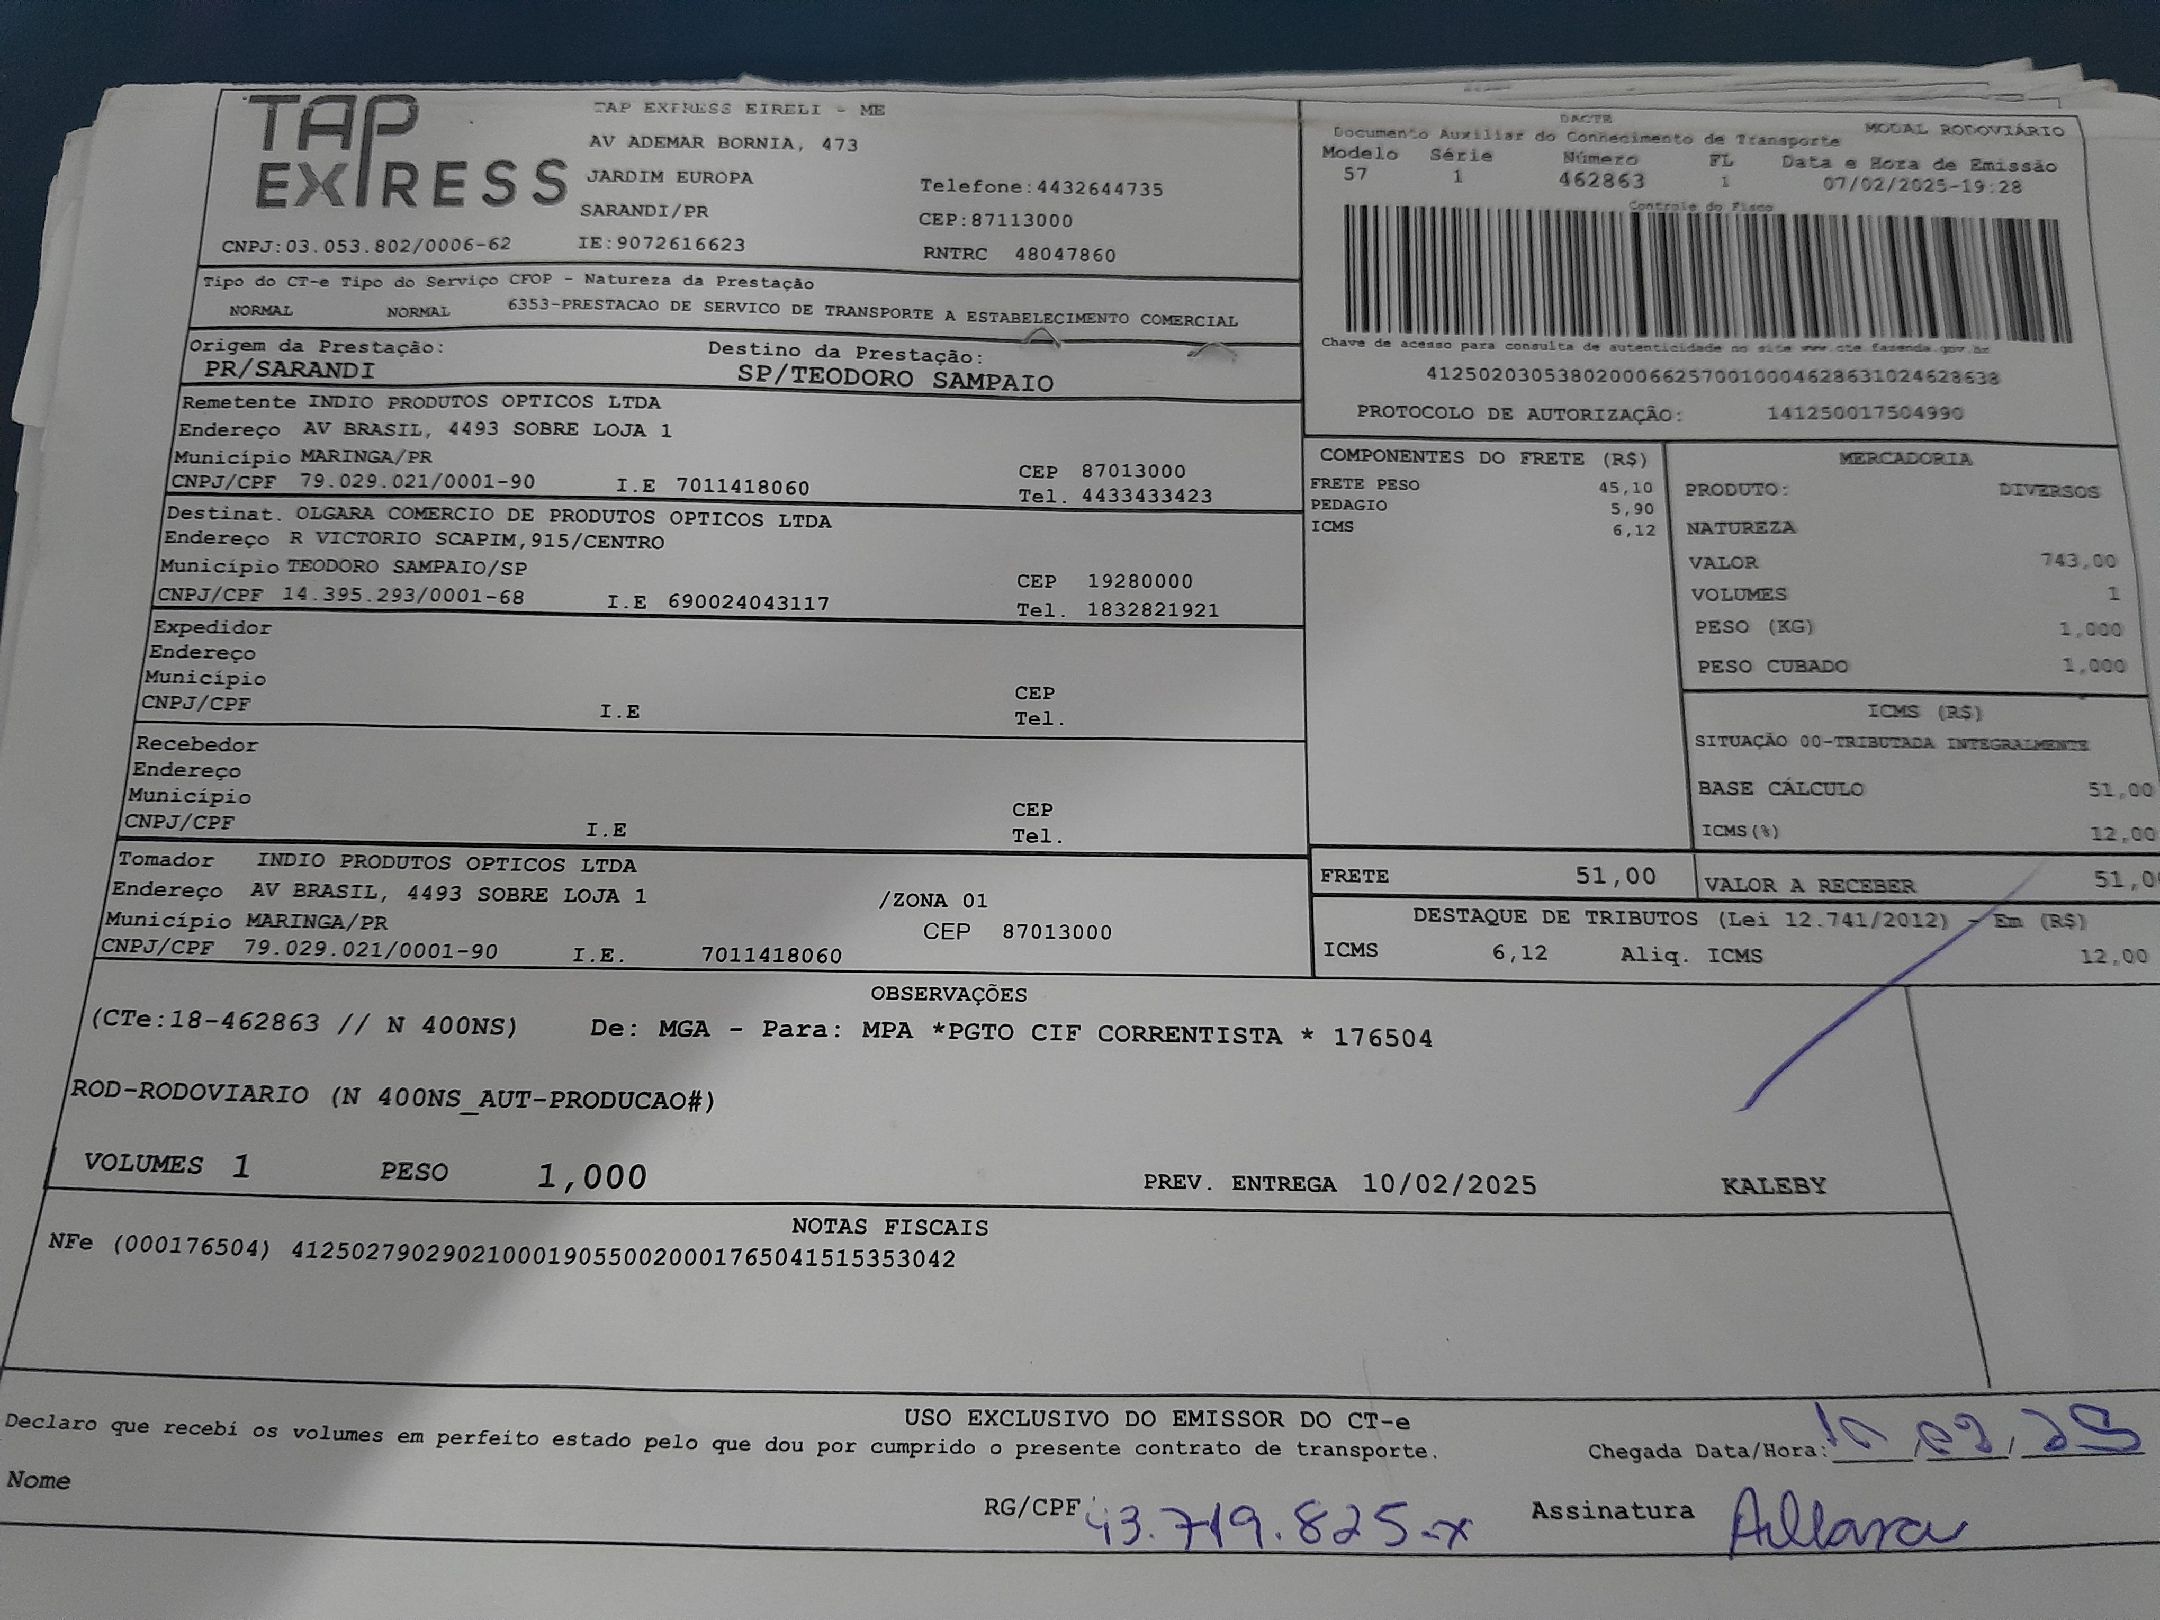 TAP EXPRESS
TAP EXPRESS EIRELI - ME
AV ADEMAR BORNIA, 473
JARDIM EUROPA
Telefone:4432644735
SARANDI/PR
CEP:87113000
CNPJ:03.053.802/0006-62 IE:9072616623 RNTRC 48047860
DACTE
Documento Auxiliar do Conhecimento de Transporte MODAL RODOVIÁRIO
Modelo Série Número FL Data e Hora de Emissão
57 1 462863 1 07/02/2025-19:28
Controle do Fisco
Chave de acesso para consulta de autenticidade no site www.cte.fazenda.gov.br
41250203053802000662570010004628631024628638
PROTOCOLO DE AUTORIZAÇÃO: 141250017504990
Tipo do CT-e Tipo do Serviço CFOP - Natureza da Prestação
NORMAL NORMAL 6353-PRESTACAO DE SERVICO DE TRANSPORTE A ESTABELECIMENTO COMERCIAL
Origem da Prestação: Destino da Prestação:
PR/SARANDI SP/TEODORO SAMPAIO
Remetente INDIO PRODUTOS OPTICOS LTDA
Endereço AV BRASIL, 4493 SOBRE LOJA 1
Município MARINGA/PR CEP 87013000
CNPJ/CPF 79.029.021/0001-90 I.E 7011418060 Tel. 4433433423
Destinat. OLGARA COMERCIO DE PRODUTOS OPTICOS LTDA
Endereço R VICTORIO SCAPIM,915/CENTRO
Município TEODORO SAMPAIO/SP CEP 19280000
CNPJ/CPF 14.395.293/0001-68 I.E 690024043117 Tel. 1832821921
Expedidor
Endereço
Município CEP
CNPJ/CPF I.E Tel.
Recebedor
Endereço
Município CEP
CNPJ/CPF I.E Tel.
Tomador INDIO PRODUTOS OPTICOS LTDA
Endereço AV BRASIL, 4493 SOBRE LOJA 1 /ZONA 01
Município MARINGA/PR CEP 87013000
CNPJ/CPF 79.029.021/0001-90 I.E. 7011418060
COMPONENTES DO FRETE (R$)
FRETE PESO 45,10
PEDAGIO 5,90
ICMS 6,12
MERCADORIA
PRODUTO: DIVERSOS
NATUREZA
VALOR 743,00
VOLUMES 1
PESO (KG) 1,000
PESO CUBADO 1,000
ICMS (R$)
SITUAÇÃO 00-TRIBUTADA INTEGRALMENTE
BASE CÁLCULO 51,00
ICMS(%) 12,00
FRETE 51,00 VALOR A RECEBER 51,0
DESTAQUE DE TRIBUTOS (Lei 12.741/2012) - Em (R$)
ICMS 6,12 Aliq. ICMS 12,00
OBSERVAÇÕES
(CTe:18-462863 // N 400NS) De: MGA - Para: MPA *PGTO CIF CORRENTISTA * 176504
ROD-RODOVIARIO (N 400NS_AUT-PRODUCAO#)
VOLUMES 1 PESO 1,000 PREV. ENTREGA 10/02/2025 KALEBY
NOTAS FISCAIS
NFe (000176504) 41250279029021000190550020001765041515353042
USO EXCLUSIVO DO EMISSOR DO CT-e
Declaro que recebi os volumes em perfeito estado pelo que dou por cumprido o presente contrato de transporte.
Chegada Data/Hora: 10/02/25
Nome RG/CPF 43.719.825-x Assinatura